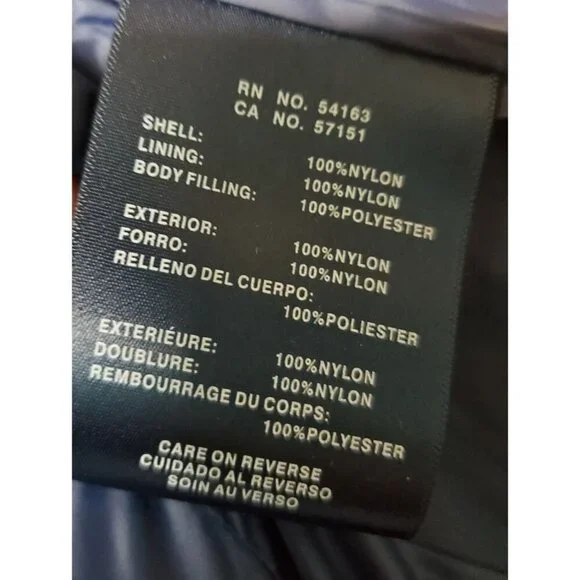 RN NO. 54163
CA NO. 57151
SHELL: 100%NYLON
LINING: 100%NYLON
BODY FILLING: 100%POLYESTER
EXTERIOR: 100%NYLON
FORRO: 100%NYLON
RELLENO DEL CUERPO:
100%POLIESTER
EXTERIÉURE: 100%NYLON
DOUBLURE: 100%NYLON
REMBOURRAGE DU CORPS:
100%POLYESTER
CARE ON REVERSE
CUIDADO AL REVERSO
SOIN AU VERSO